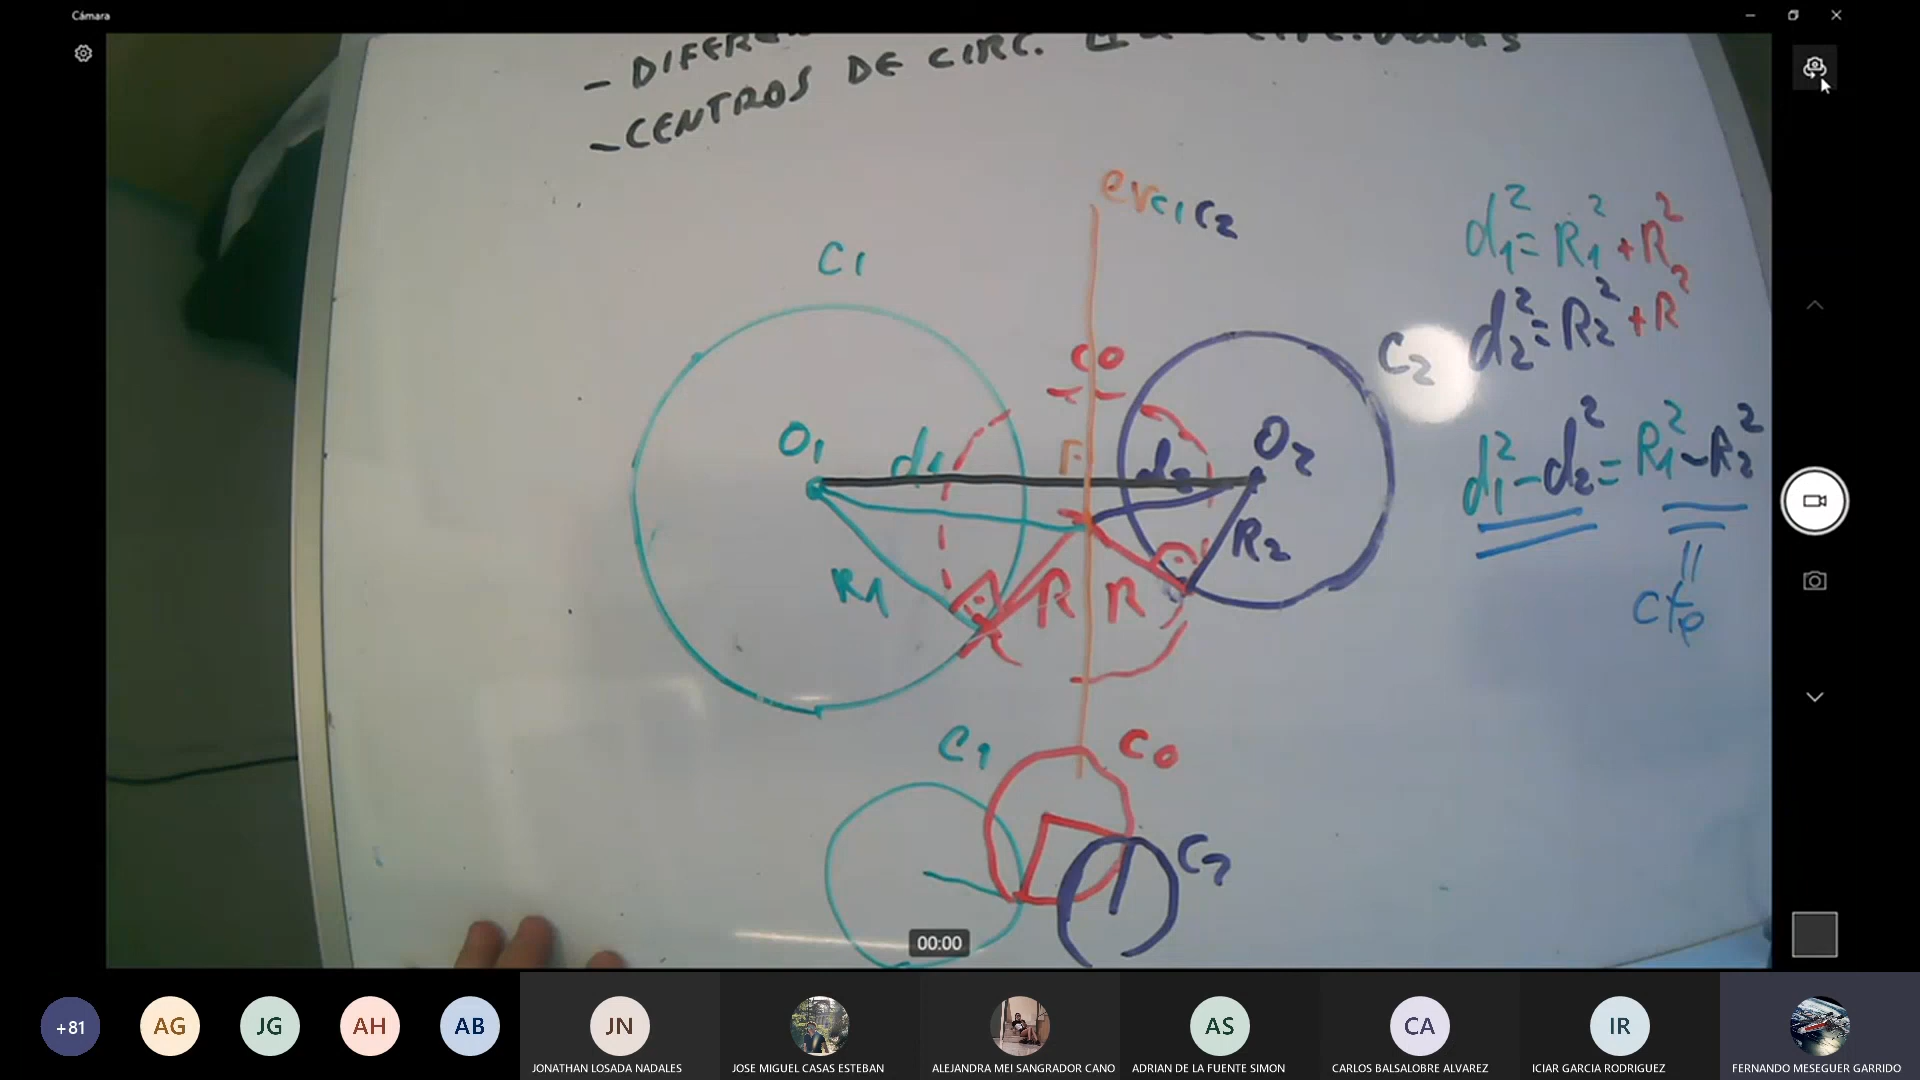 Cámara
- DIFERE
- CENTROS DE CIRC.
ervc1c2
C1
C0
C2
O1
d1
d2
O2
R1
R
R
R2
d1² = R1² + R²
d2² = R2² + R²
d1² - d2² = R1² - R2²
=
cte
C1
C0
C2
00:00
+81
AG
JG
AH
AB
JN
AS
CA
IR
JONATHAN LOSADA NADALES
JOSE MIGUEL CASAS ESTEBAN
ALEJANDRA MEI SANGRADOR CANO
ADRIAN DE LA FUENTE SIMON
CARLOS BALSALOBRE ALVAREZ
ICIAR GARCIA RODRIGUEZ
FERNANDO MESEGUER GARRIDO